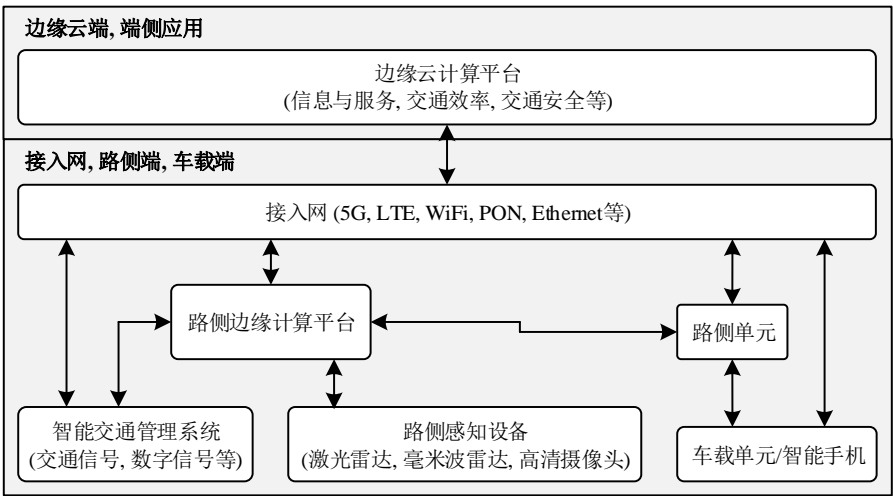 边缘云端, 端侧应用
边缘云计算平台
(信息与服务, 交通效率, 交通安全等)
接入网, 路侧端, 车载端
接入网 (5G, LTE, WiFi, PON, Ethernet等)
路侧边缘计算平台
路侧单元
智能交通管理系统
(交通信号, 数字信号等)
路侧感知设备
(激光雷达, 毫米波雷达, 高清摄像头)
车载单元/智能手机